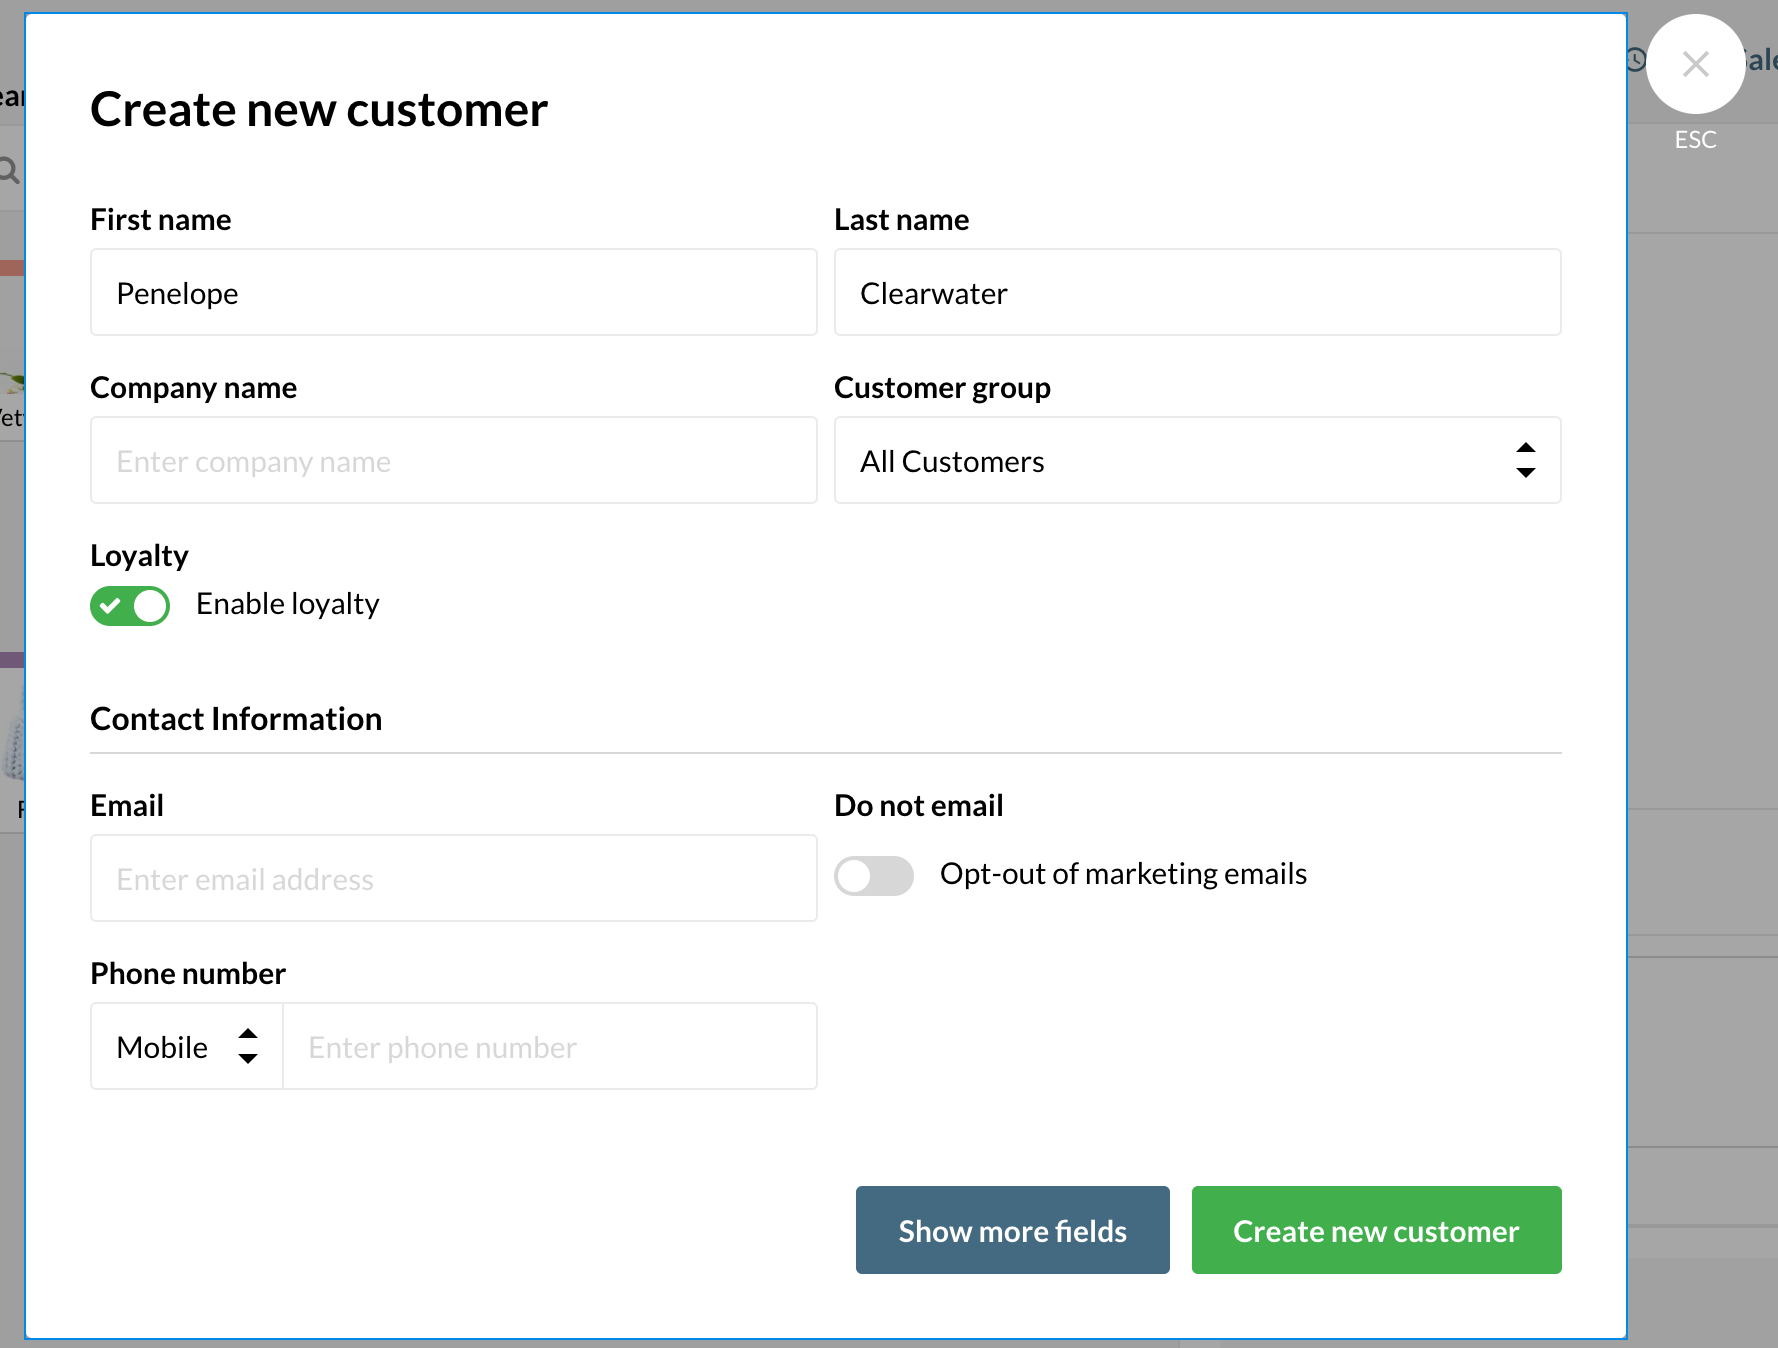 ESC
Create new customer
First name
Last name
Penelope
Clearwater
Company name
Customer group
Enter company name
All Customers
Loyalty
Enable loyalty
Contact Information
Email
Do not email
Enter email address
Opt-out of marketing emails
Phone number
Mobile
Enter phone number
Show more fields
Create new customer